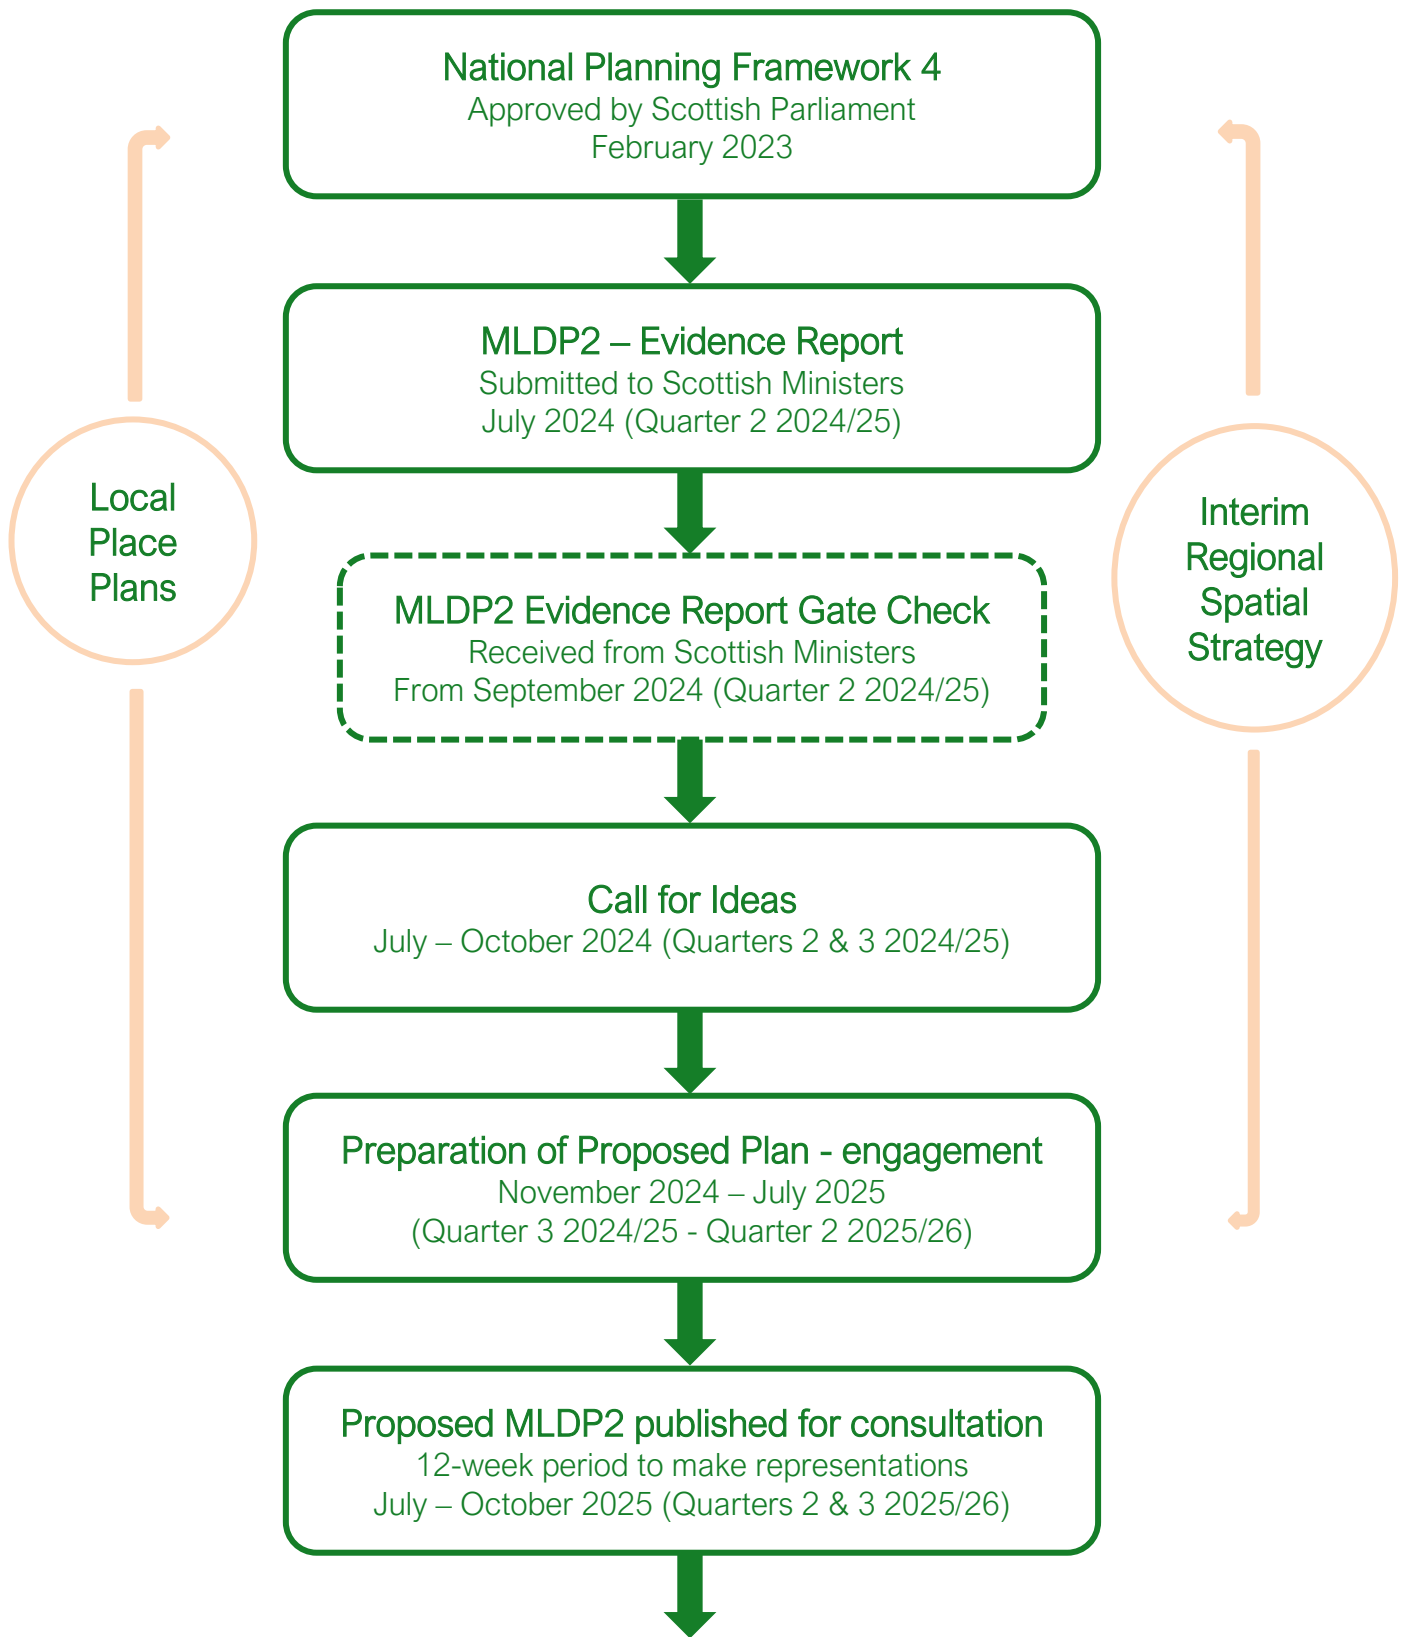 National Planning Framework 4
Approved by Scottish Parliament
February 2023
MLDP2 – Evidence Report
Submitted to Scottish Ministers
July 2024 (Quarter 2 2024/25)
Local
Place
Plans
Interim
Regional
Spatial
Strategy
MLDP2 Evidence Report Gate Check
Received from Scottish Ministers
From September 2024 (Quarter 2 2024/25)
Call for Ideas
July – October 2024 (Quarters 2 & 3 2024/25)
Preparation of Proposed Plan - engagement
November 2024 – July 2025
(Quarter 3 2024/25 - Quarter 2 2025/26)
Proposed MLDP2 published for consultation
12-week period to make representations
July – October 2025 (Quarters 2 & 3 2025/26)